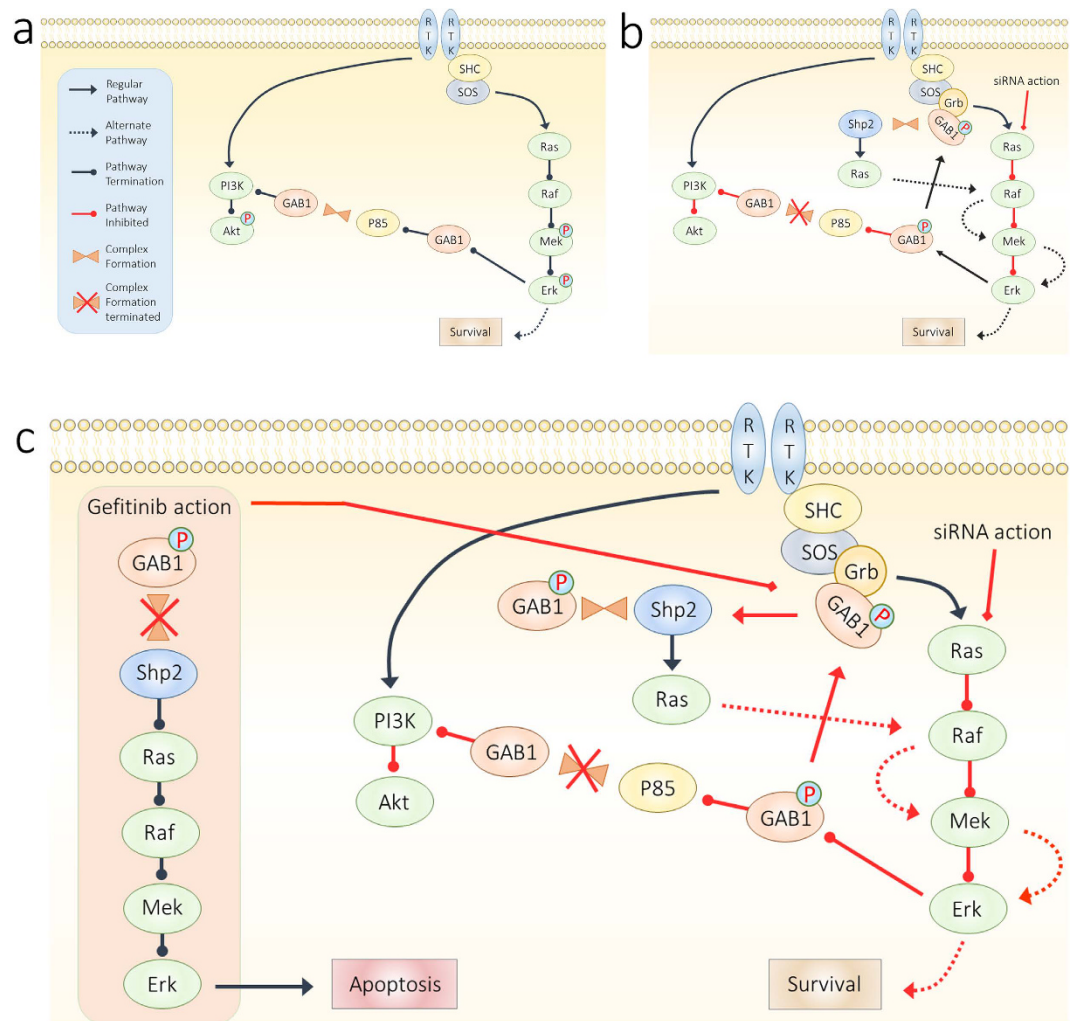 a
R
T
K
R
T
K
SHC
SOS
Regular
Pathway
Alternate
Pathway
Pathway
Termination
Pathway
Inhibited
Complex
Formation
Complex
Formation
terminated
Ras
PI3K
GAB1
Raf
P
Akt
P85
GAB1
P
Mek
P
Erk
Survival
b
R
T
K
R
T
K
SHC
SOS
siRNA action
Grb
Shp2
GAB1
P
Ras
Ras
PI3K
GAB1
Raf
P
Akt
P85
GAB1
Mek
Erk
Survival
c
R
T
K
R
T
K
Gefitinib action
SHC
P
GAB1
SOS
siRNA action
Grb
P
GAB1
Shp2
GAB1
P
Shp2
Ras
Ras
PI3K
Raf
Ras
GAB1
P85
P
Akt
GAB1
Mek
Raf
Mek
Erk
Erk
Apoptosis
Survival